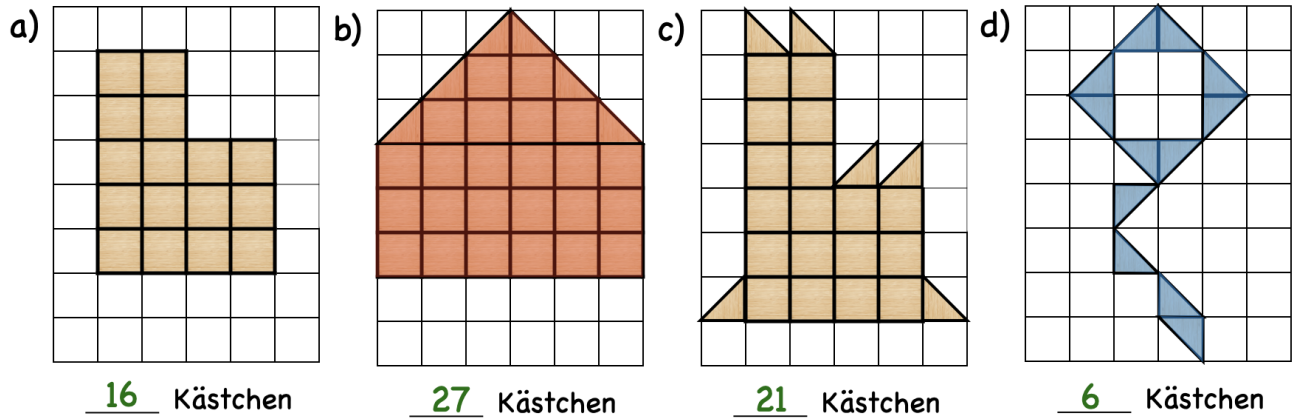 a)
b)
c)
d)
16 Kästchen
27 Kästchen
21 Kästchen
6 Kästchen